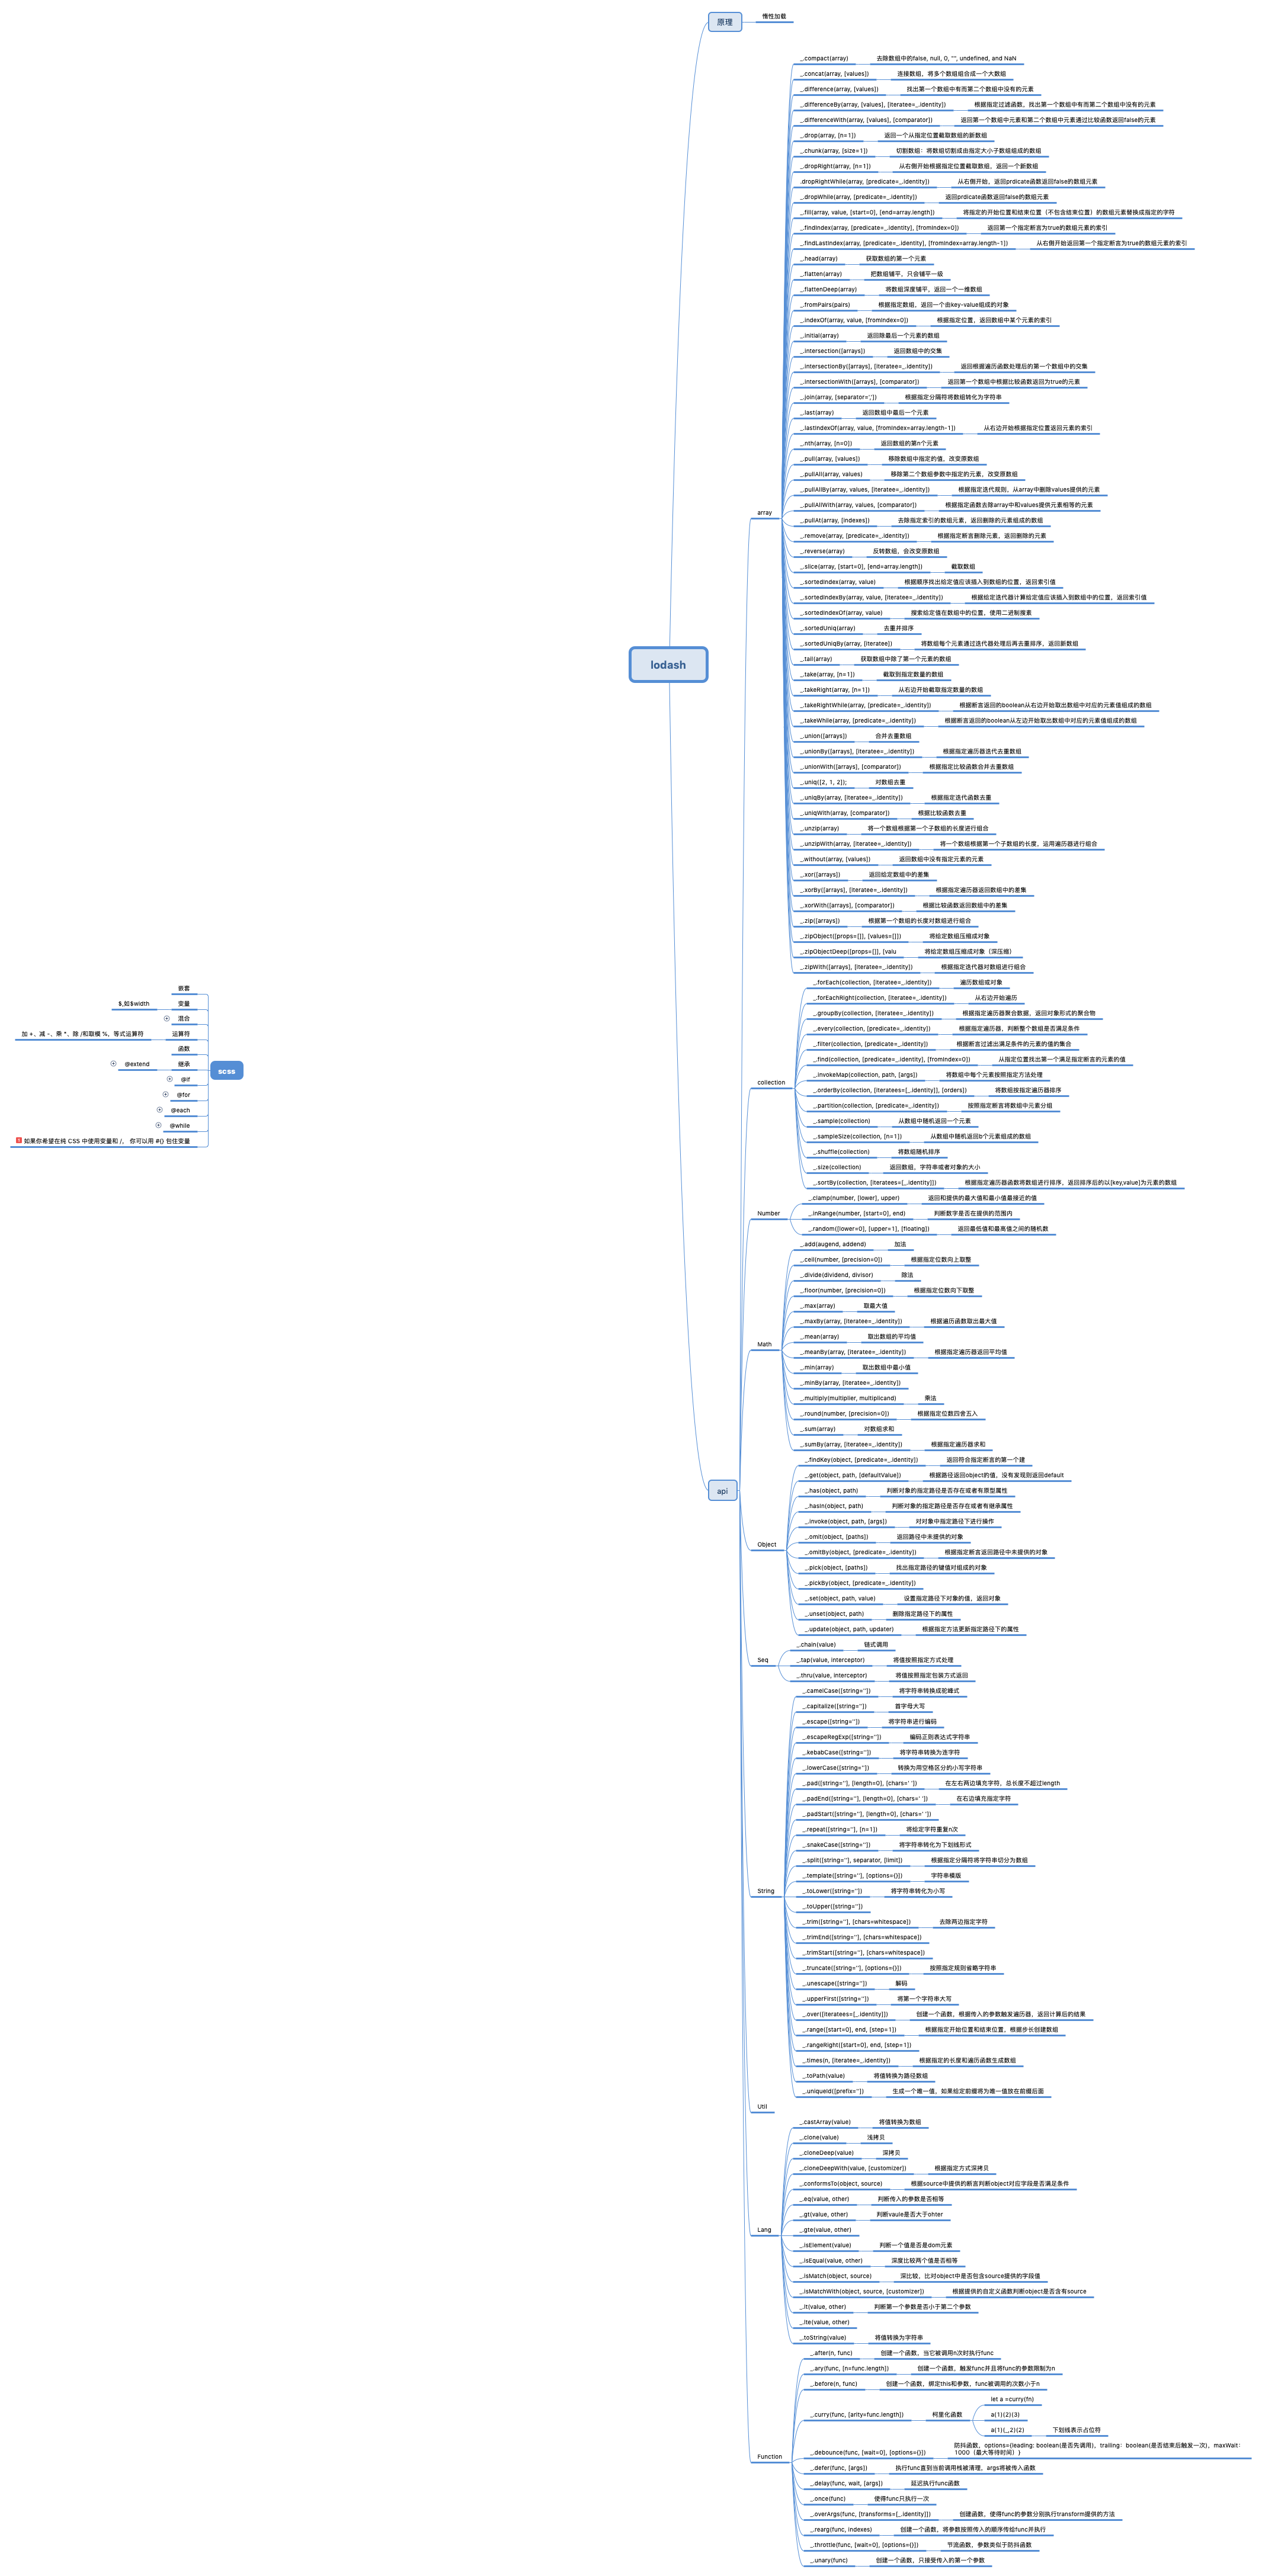 lodash
原理
惰性加载
api
array
_.compact(array)
去除数组中的false, null, 0, "", undefined, and NaN
_.concat(array, [values])
连接数组，将多个数组组合成一个大数组
_.difference(array, [values])
找出第一个数组中有而第二个数组中没有的元素
_.differenceBy(array, [values], [iteratee=_.identity])
根据指定过滤函数，找出第一个数组中有而第二个数组中没有的元素
_.differenceWith(array, [values], [comparator])
返回第一个数组中元素和第二个数组中元素通过比较函数返回false的元素
_.drop(array, [n=1])
返回一个从指定位置截取数组的新数组
_.chunk(array, [size=1])
切割数组：将数组切割成由指定大小子数组组成的数组
_.dropRight(array, [n=1])
从右侧开始根据指定位置截取数组，返回一个新数组
.dropRightWhile(array, [predicate=_.identity])
从右侧开始，返回prdicate函数返回false的数组元素
_.dropWhile(array, [predicate=_.identity])
返回prdicate函数返回false的数组元素
_.fill(array, value, [start=0], [end=array.length])
将指定的开始位置和结束位置（不包含结束位置）的数组元素替换成指定的字符
_.findIndex(array, [predicate=_.identity], [fromIndex=0])
返回第一个指定断言为true的数组元素的索引
_.findLastIndex(array, [predicate=_.identity], [fromIndex=array.length-1])
从右侧开始返回第一个指定断言为true的数组元素的索引
_.head(array)
获取数组的第一个元素
_.flatten(array)
把数组铺平，只会铺平一级
_.flattenDeep(array)
将数组深度铺平，返回一个一维数组
_.fromPairs(pairs)
根据指定数组，返回一个由key-value组成的对象
_.indexOf(array, value, [fromIndex=0])
根据指定位置，返回数组中某个元素的索引
_.initial(array)
返回除最后一个元素的数组
_.intersection([arrays])
返回数组中的交集
_.intersectionBy([arrays], [iteratee=_.identity])
返回根据遍历函数处理后的第一个数组中的交集
_.intersectionWith([arrays], [comparator])
返回第一个数组中根据比较函数返回为true的元素
_.join(array, [separator=','])
根据指定分隔符将数组转化为字符串
_.last(array)
返回数组中最后一个元素
_.lastIndexOf(array, value, [fromIndex=array.length-1])
从右边开始根据指定位置返回元素的索引
_.nth(array, [n=0])
返回数组的第n个元素
_.pull(array, [values])
移除数组中指定的值，改变原数组
_.pullAll(array, values)
移除第二个数组参数中指定的元素，改变原数组
_.pullAllBy(array, values, [iteratee=_.identity])
根据指定迭代规则，从array中删除values提供的元素
_.pullAllWith(array, values, [comparator])
根据指定函数去除array中和values提供元素相等的元素
_.pullAt(array, [indexes])
去除指定索引的数组元素，返回删除的元素组成的数组
_.remove(array, [predicate=_.identity])
根据指定断言删除元素，返回删除的元素
_.reverse(array)
反转数组，会改变原数组
_.slice(array, [start=0], [end=array.length])
截取数组
_.sortedIndex(array, value)
根据顺序找出给定值应该插入到数组的位置，返回索引值
_.sortedIndexBy(array, value, [iteratee=_.identity])
根据给定迭代器计算给定值应该插入到数组中的位置，返回索引值
_.sortedIndexOf(array, value)
搜索给定值在数组中的位置，使用二进制搜素
_.sortedUniq(array)
去重并排序
_.sortedUniqBy(array, [iteratee])
将数组每个元素通过迭代器处理后再去重排序，返回新数组
_.tail(array)
获取数组中除了第一个元素的数组
_.take(array, [n=1])
截取到指定数量的数组
_.takeRight(array, [n=1])
从右边开始截取指定数量的数组
_.takeRightWhile(array, [predicate=_.identity])
根据断言返回的boolean从右边开始取出数组中对应的元素值组成的数组
_.takeWhile(array, [predicate=_.identity])
根据断言返回的boolean从左边开始取出数组中对应的元素值组成的数组
_.union([arrays])
合并去重数组
_.unionBy([arrays], [iteratee=_.identity])
根据指定遍历器迭代去重数组
_.unionWith([arrays], [comparator])
根据指定比较函数合并去重数组
_.uniq([2, 1, 2]);
对数组去重
_.uniqBy(array, [iteratee=_.identity])
根据指定迭代函数去重
_.uniqWith(array, [comparator])
根据比较函数去重
_.unzip(array)
将一个数组根据第一个子数组的长度进行组合
_.unzipWith(array, [iteratee=_.identity])
将一个数组根据第一个子数组的长度，运用遍历器进行组合
_.without(array, [values])
返回数组中没有指定元素的元素
_.xor([arrays])
返回给定数组中的差集
_.xorBy([arrays], [iteratee=_.identity])
根据指定遍历器返回数组中的差集
_.xorWith([arrays], [comparator])
根据比较函数返回数组中的差集
_.zip([arrays])
根据第一个数组的长度对数组进行组合
_.zipObject([props=[]], [values=[]])
将给定数组压缩成对象
_.zipObjectDeep([props=[]], [valu
将给定数组压缩成对象（深压缩）
_.zipWith([arrays], [iteratee=_.identity])
根据指定迭代器对数组进行组合
collection
_.forEach(collection, [iteratee=_.identity])
遍历数组或对象
_.forEachRight(collection, [iteratee=_.identity])
从右边开始遍历
_.groupBy(collection, [iteratee=_.identity])
根据指定遍历器聚合数据，返回对象形式的聚合物
_.every(collection, [predicate=_.identity])
根据指定遍历器，判断整个数组是否满足条件
_.filter(collection, [predicate=_.identity])
根据断言过滤出满足条件的元素的值的集合
_.find(collection, [predicate=_.identity], [fromIndex=0])
从指定位置找出第一个满足指定断言的元素的值
_.invokeMap(collection, path, [args])
将数组中每个元素按照指定方法处理
_.orderBy(collection, [iteratees=[_.identity]], [orders])
将数组按指定遍历器排序
_.partition(collection, [predicate=_.identity])
按照指定断言将数组中元素分组
_.sample(collection)
从数组中随机返回一个元素
_.sampleSize(collection, [n=1])
从数组中随机返回b个元素组成的数组
_.shuffle(collection)
将数组随机排序
_.size(collection)
返回数组，字符串或者对象的大小
_.sortBy(collection, [iteratees=[_.identity]])
根据指定遍历器函数将数组进行排序，返回排序后的以[key,value]为元素的数组
Number
_.clamp(number, [lower], upper)
返回和提供的最大值和最小值最接近的值
_.inRange(number, [start=0], end)
判断数字是否在提供的范围内
_.random([lower=0], [upper=1], [floating])
返回最低值和最高值之间的随机数
Math
_.add(augend, addend)
加法
_.ceil(number, [precision=0])
根据指定位数向上取整
_.divide(dividend, divisor)
除法
_.floor(number, [precision=0])
根据指定位数向下取整
_.max(array)
取最大值
_.maxBy(array, [iteratee=_.identity])
根据遍历函数取出最大值
_.mean(array)
取出数组的平均值
_.meanBy(array, [iteratee=_.identity])
根据指定遍历器返回平均值
_.min(array)
取出数组中最小值
_.minBy(array, [iteratee=_.identity])
_.multiply(multiplier, multiplicand)
乘法
_.round(number, [precision=0])
根据指定位数四舍五入
_.sum(array)
对数组求和
_.sumBy(array, [iteratee=_.identity])
根据指定遍历器求和
Object
_.findKey(object, [predicate=_.identity])
返回符合指定断言的第一个建
_.get(object, path, [defaultValue])
根据路径返回object的值，没有发现则返回default
_.has(object, path)
判断对象的指定路径是否存在或者有原型属性
_.hasIn(object, path)
判断对象的指定路径是否存在或者有继承属性
_.invoke(object, path, [args])
对对象中指定路径下进行操作
_.omit(object, [paths])
返回路径中未提供的对象
_.omitBy(object, [predicate=_.identity])
根据指定断言返回路径中未提供的对象
_.pick(object, [paths])
找出指定路径的键值对组成的对象
_.pickBy(object, [predicate=_.identity])
_.set(object, path, value)
设置指定路径下对象的值，返回对象
_.unset(object, path)
删除指定路径下的属性
_.update(object, path, updater)
根据指定方法更新指定路径下的属性
Seq
_.chain(value)
链式调用
_.tap(value, interceptor)
将值按照指定方式处理
_.thru(value, interceptor)
将值按照指定包装方式返回
String
_.camelCase([string=''])
将字符串转换成驼峰式
_.capitalize([string=''])
首字母大写
_.escape([string=''])
将字符串进行编码
_.escapeRegExp([string=''])
编码正则表达式字符串
_.kebabCase([string=''])
将字符串转换为连字符
_.lowerCase([string=''])
转换为用空格区分的小写字符串
_.pad([string=''], [length=0], [chars=' '])
在左右两边填充字符，总长度不超过length
_.padEnd([string=''], [length=0], [chars=' '])
在右边填充指定字符
_.padStart([string=''], [length=0], [chars=' '])
_.repeat([string=''], [n=1])
将给定字符重复n次
_.snakeCase([string=''])
将字符串转化为下划线形式
_.split([string=''], separator, [limit])
根据指定分隔符将字符串切分为数组
_.template([string=''], [options={}])
字符串模版
_.toLower([string=''])
将字符串转化为小写
_.toUpper([string=''])
_.trim([string=''], [chars=whitespace])
去除两边指定字符
_.trimEnd([string=''], [chars=whitespace])
_.trimStart([string=''], [chars=whitespace])
_.truncate([string=''], [options={}])
按照指定规则省略字符串
_.unescape([string=''])
解码
_.upperFirst([string=''])
将第一个字符串大写
_.over([iteratees=[_.identity]])
创建一个函数，根据传入的参数触发遍历器，返回计算后的结果
_.range([start=0], end, [step=1])
根据指定开始位置和结束位置，根据步长创建数组
_.rangeRight([start=0], end, [step=1])
_.times(n, [iteratee=_.identity])
根据指定的长度和遍历函数生成数组
_.toPath(value)
将值转换为路径数组
_.uniqueId([prefix=''])
生成一个唯一值，如果给定前缀将为唯一值放在前缀后面
Util
Lang
_.castArray(value)
将值转换为数组
_.clone(value)
浅拷贝
_.cloneDeep(value)
深拷贝
_.cloneDeepWith(value, [customizer])
根据指定方式深拷贝
_.conformsTo(object, source)
根据source中提供的断言判断object对应字段是否满足条件
_.eq(value, other)
判断传入的参数是否相等
_.gt(value, other)
判断vaule是否大于ohter
_.gte(value, other)
_.isElement(value)
判断一个值是否是dom元素
_.isEqual(value, other)
深度比较两个值是否相等
_.isMatch(object, source)
深比较，比对object中是否包含source提供的字段值
_.isMatchWith(object, source, [customizer])
根据提供的自定义函数判断object是否含有source
_.lt(value, other)
判断第一个参数是否小于第二个参数
_.lte(value, other)
_.toString(value)
将值转换为字符串
Function
_.after(n, func)
创建一个函数，当它被调用n次时执行func
_.ary(func, [n=func.length])
创建一个函数，触发func并且将func的参数限制为n
_.before(n, func)
创建一个函数，绑定this和参数，func被调用的次数小于n
_.curry(func, [arity=func.length])
柯里化函数
let a =curry(fn)
a(1)(2)(3)
a(1)(_,2)(2)
下划线表示占位符
_.debounce(func, [wait=0], [options={}])
防抖函数，options={leading: boolean(是否先调用)，trailing：boolean(是否结束后触发一次)，maxWait：
1000（最大等待时间）}
_.defer(func, [args])
执行func直到当前调用栈被清理，args将被传入函数
_.delay(func, wait, [args])
延迟执行func函数
_.once(func)
使得func只执行一次
_.overArgs(func, [transforms=[_.identity]])
创建函数，使得func的参数分别执行transform提供的方法
_.rearg(func, indexes)
创建一个函数，将参数按照传入的顺序传给func并执行
_.throttle(func, [wait=0], [options={}])
节流函数，参数类似于防抖函数
_.unary(func)
创建一个函数，只接受传入的第一个参数
scss
嵌套
变量
$,如$width
混合
运算符
加 +、减 -、乘 *、除 /和取模 %，等式运算符
函数
继承
@extend
@if
@for
@each
@while
如果你希望在纯 CSS 中使用变量和 /， 你可以用 #{} 包住变量